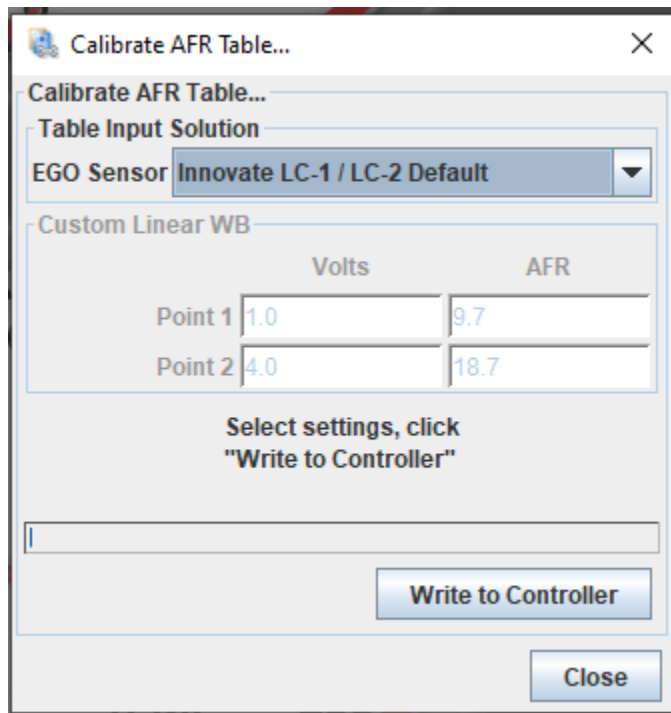 Calibrate AFR Table...
Calibrate AFR Table...
Table Input Solution
EGO Sensor Innovate LC-1 / LC-2 Default
Custom Linear WB
Volts AFR
Point 1 1.0 9.7
Point 2 4.0 18.7
Select settings, click
"Write to Controller"
Write to Controller
Close